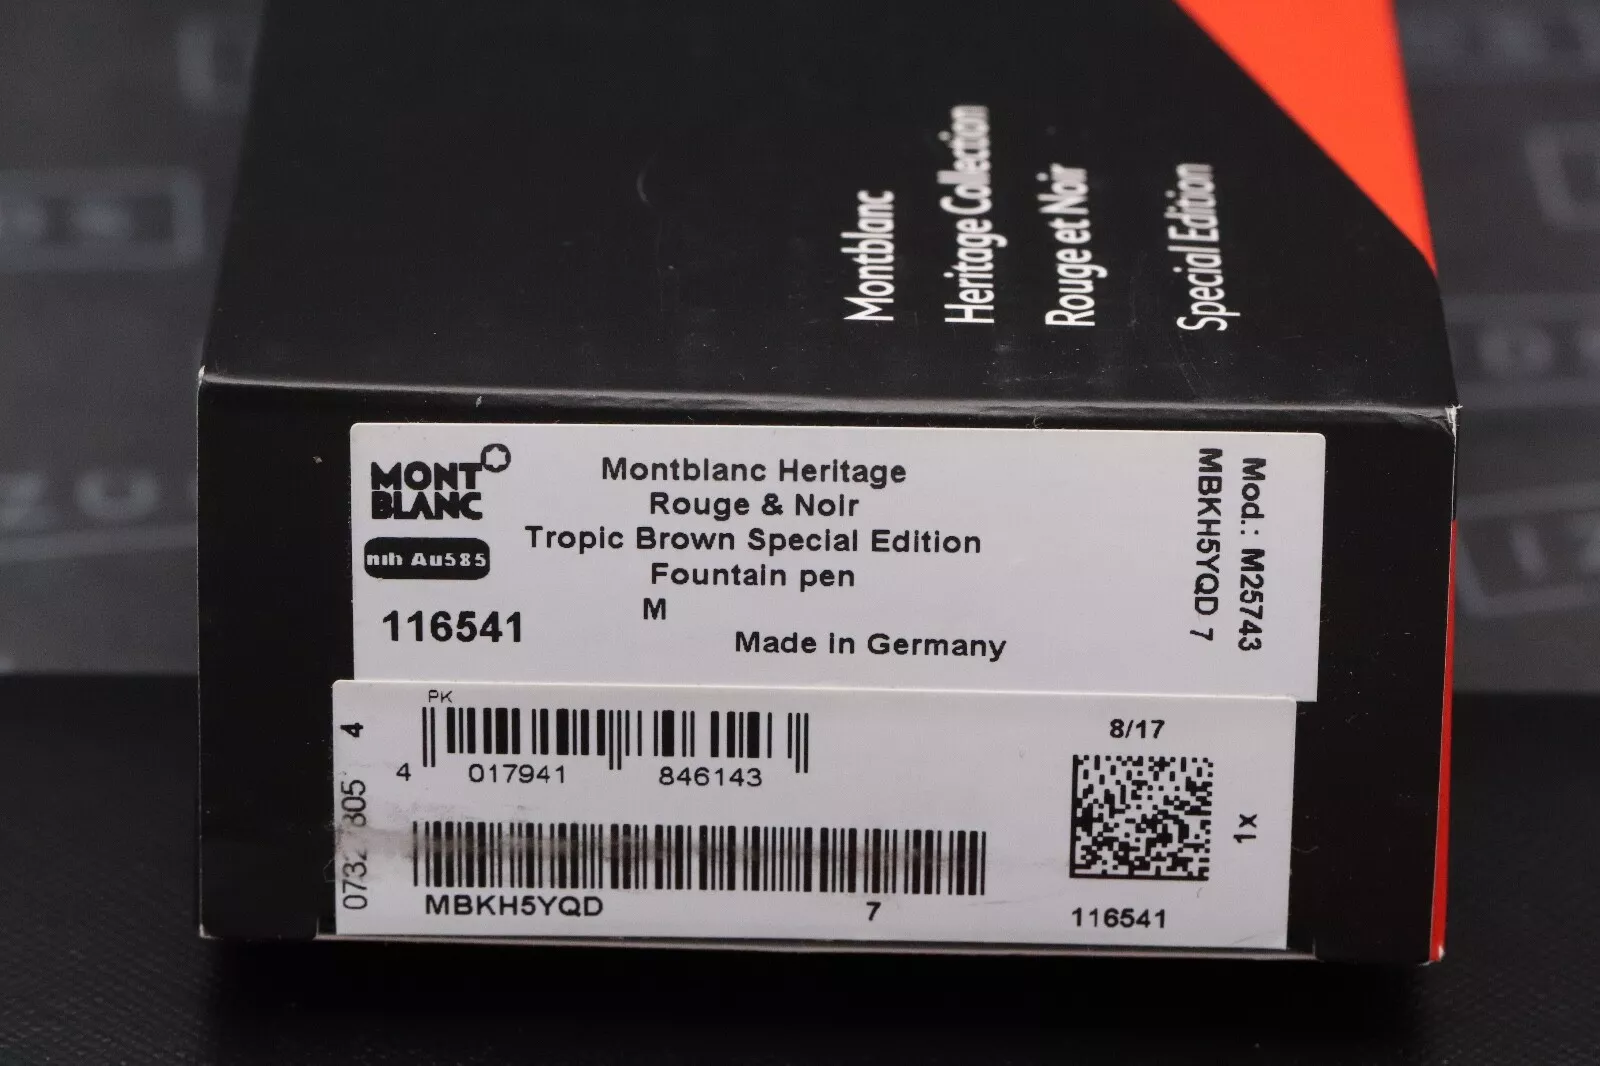 Montblanc
Heritage Collection
Rouge et Noir
Special Edition
MONT
BLANC
nib Au585
116541
Montblanc Heritage
Rouge & Noir
Tropic Brown Special Edition
Fountain pen
M
Made in Germany
Mod.: M25743
MBKH5YQD 7
PK
4 017941 846143
4
MBKH5YQD 7
8/17
x1
116541